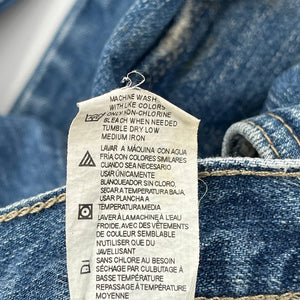 MACHINE WASH
WITH LIKE COLORS
ONLY NON-CHLORINE
BLEACH WHEN NEEDED
TUMBLE DRY LOW
MEDIUM IRON
LAVAR A MÁQUINA CON AGUA
FRÍA CON COLORES SIMILARES
CUANDO SEA NECESARIO
USAR ÚNICAMENTE
BLANQUEADOR SIN CLORO,
SECAR A TEMPERATURA BAJA
USAR PLANCHA A
TEMPERATURA MEDIA
LAVER À LA MACHINE À L'EAU
FROIDE, AVEC DES VÊTEMENTS
DE COULEUR SEMBLABLE
N'UTILISER QUE DU
JAVELLISANT
SANS CHLORE AU BESOIN
SÉCHAGE PAR CULBUTAGE À
BASSE TEMPÉRATURE
REPASSAGE À TEMPÉRATURE
MOYENNE